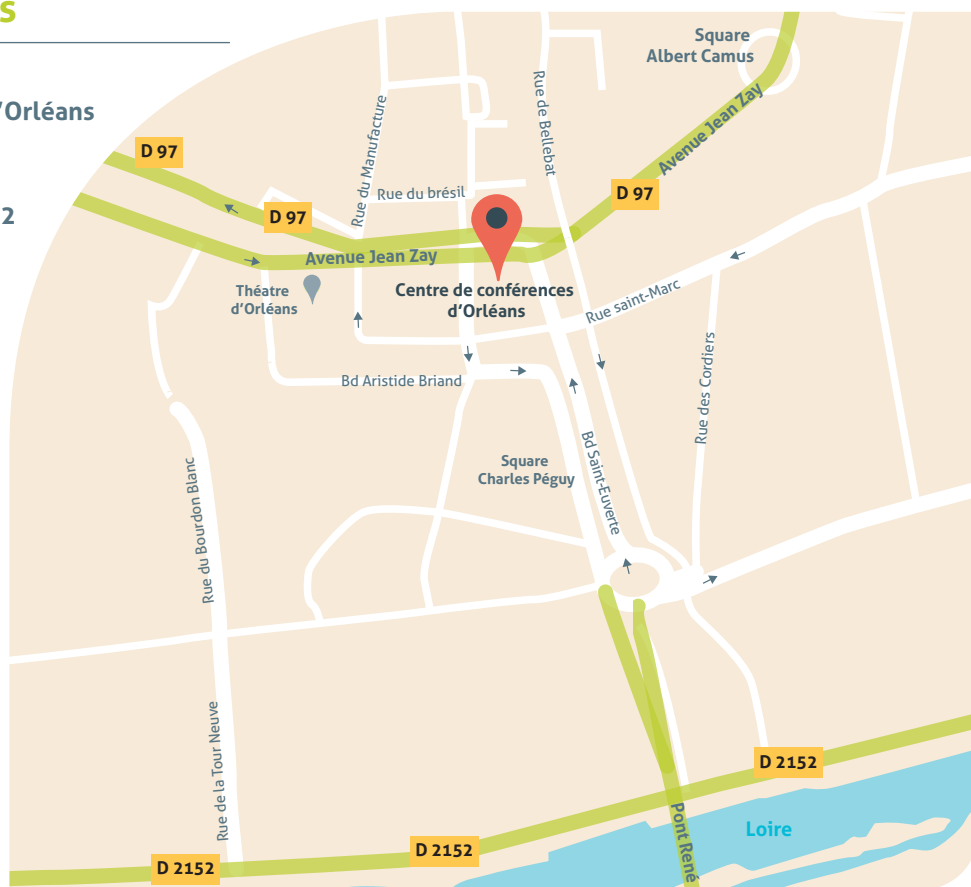 s
'Orléans
2
Square
Albert Camus
D 97
D 97
D 97
Avenue Jean Zay
Rue du Manufacture
Rue de Bellebat
Rue du brésil
Avenue Jean Zay
Théatre
d'Orléans
Centre de conférences
d'Orléans
Rue saint-Marc
Rue des Cordiers
Bd Aristide Briand
Square
Charles Péguy
Bd Saint-Euverte
Rue du Bourdon Blanc
Rue de la Tour Neuve
D 2152
D 2152
D 2152
Pont René
Loire